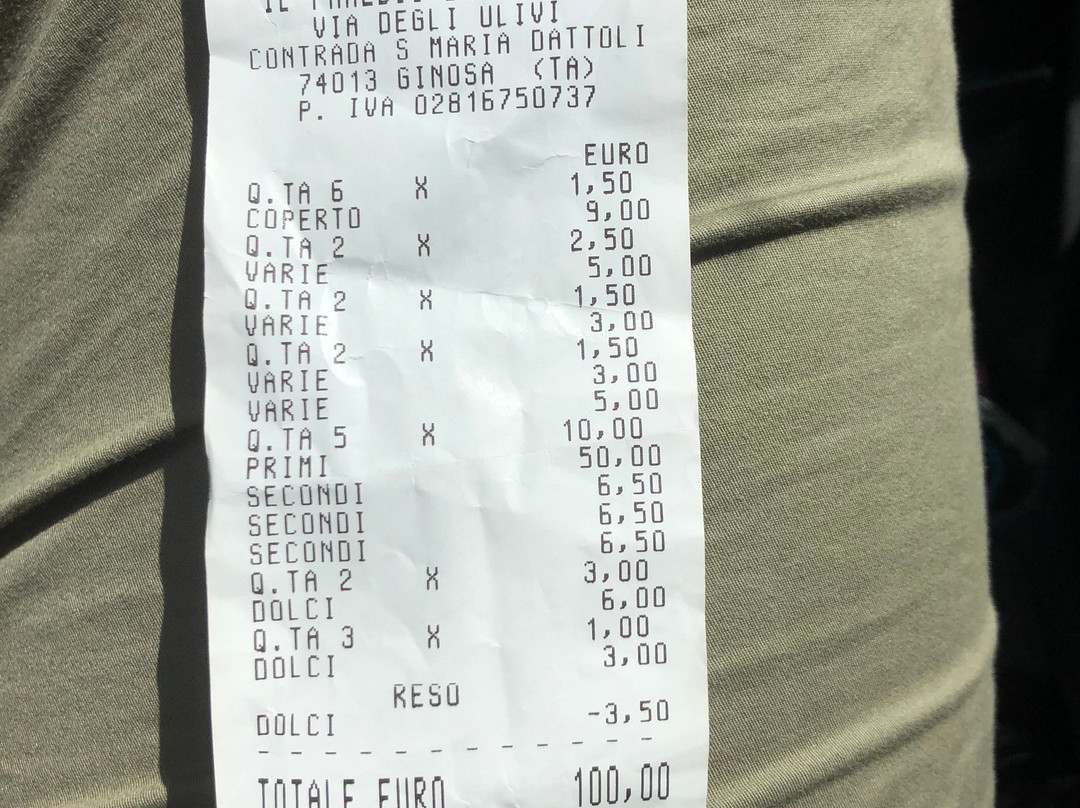 IL
VIA DEGLI ULIVI
CONTRADA S MARIA DATTOLI
74013 GINOSA (TA)
P. IVA 02816750737
EURO
Q.TA 6 X 1,50
COPERTO 9,00
Q.TA 2 X 2,50
VARIE 5,00
Q.TA 2 X 1,50
VARIE 3,00
Q.TA 2 X 1,50
VARIE 3,00
VARIE 5,00
Q.TA 5 X 10,00
PRIMI 50,00
SECONDI 6,50
SECONDI 6,50
SECONDI 6,50
Q.TA 2 X 3,00
DOLCI 6,00
Q.TA 3 X 1,00
DOLCI 3,00
RESO
DOLCI -3,50
- - - - - - - - - - - - - - -
TOTALE EURO 100,00